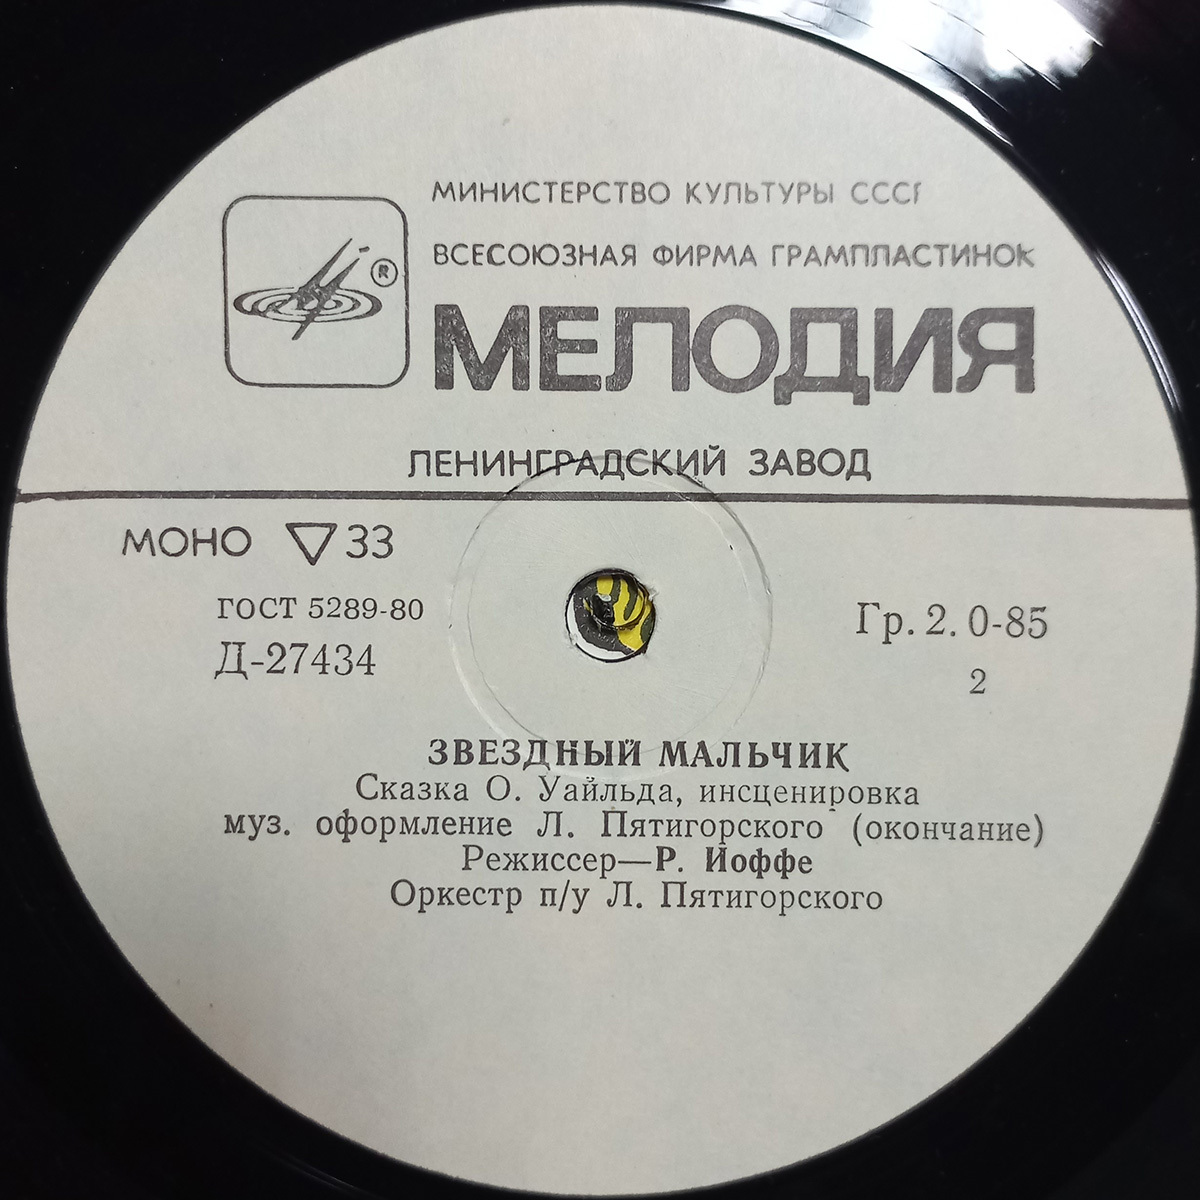 МИНИСТЕРСТВО КУЛЬТУРЫ СССР
ВСЕСОЮЗНАЯ ФИРМА ГРАМПЛАСТИНОК
®
МЕЛОДИЯ
ЛЕНИНГРАДСКИЙ ЗАВОД
МОНО ▽ 33
ГОСТ 5289-80
Д-27434
Гр. 2. 0-85
2
ЗВЕЗДНЫЙ МАЛЬЧИК
Сказка О. Уайльда, инсценировка
муз. оформление Л. Пятигорского (окончание)
Режиссер—Р. Иоффе
Оркестр п/у Л. Пятигорского